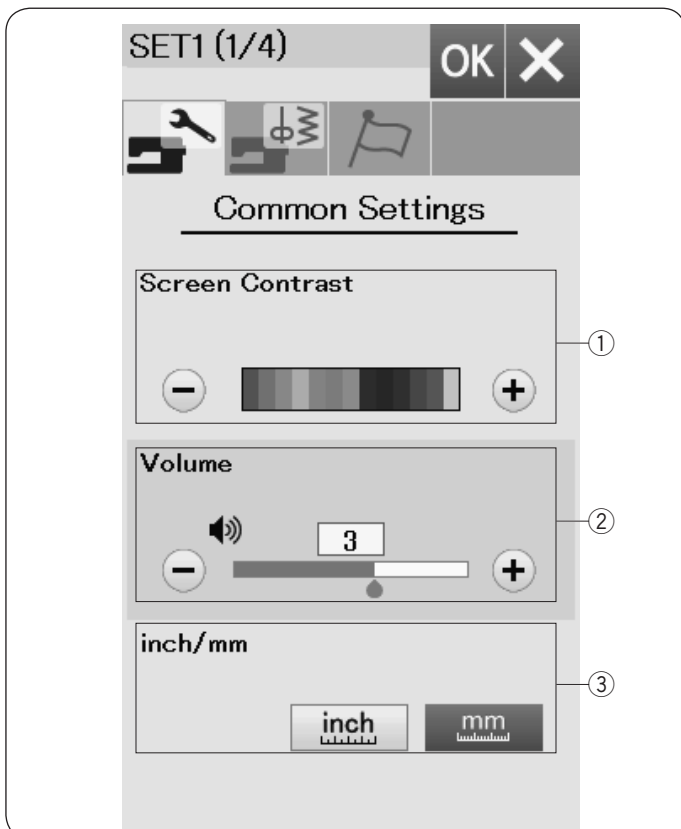 SET1 (1/4)
OK
Common Settings
Screen Contrast
①
Volume
3
②
inch/mm
inch
mm
③